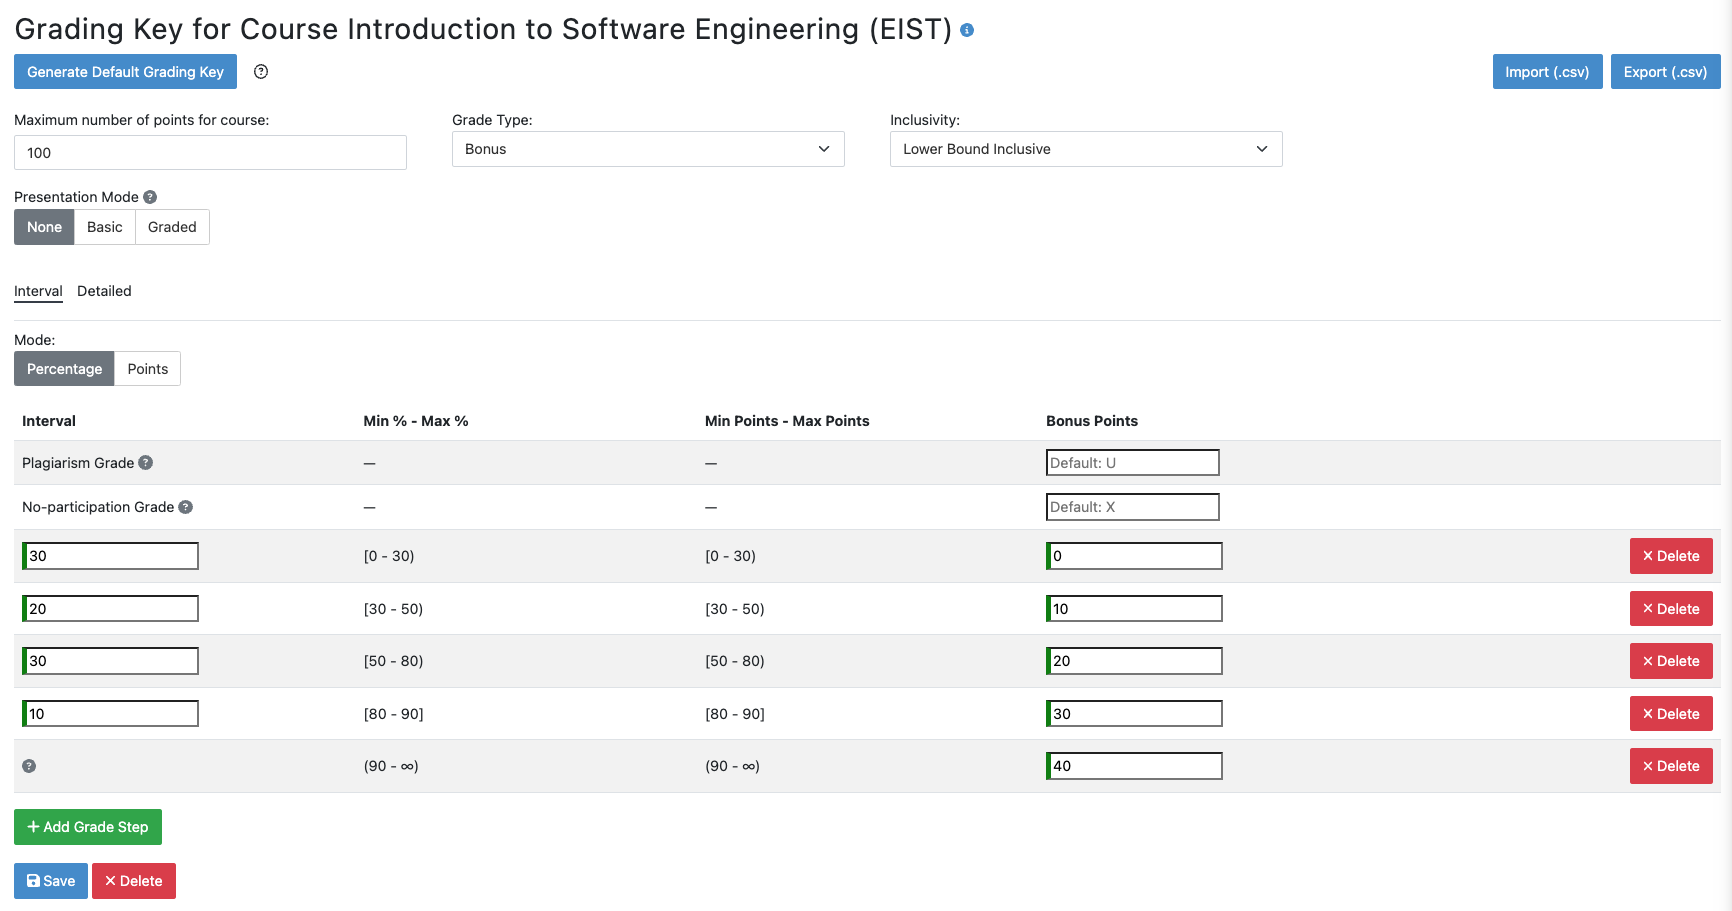 Grading Key for Course Introduction to Software Engineering (EIST)
Generate Default Grading Key
Import (.csv) Export (.csv)
Maximum number of points for course: Grade Type: Inclusivity:
100 Bonus Lower Bound Inclusive
Presentation Mode
None Basic Graded
Interval Detailed
Mode:
Percentage Points
Interval Min % - Max % Min Points - Max Points Bonus Points
Plagiarism Grade — — Default: U
No-participation Grade — — Default: X
30 [0 - 30) [0 - 30) 0 × Delete
20 [30 - 50) [30 - 50) 10 × Delete
30 [50 - 80) [50 - 80) 20 × Delete
10 [80 - 90] [80 - 90] 30 × Delete
(90 - ∞) (90 - ∞) 40 × Delete
+ Add Grade Step
Save × Delete